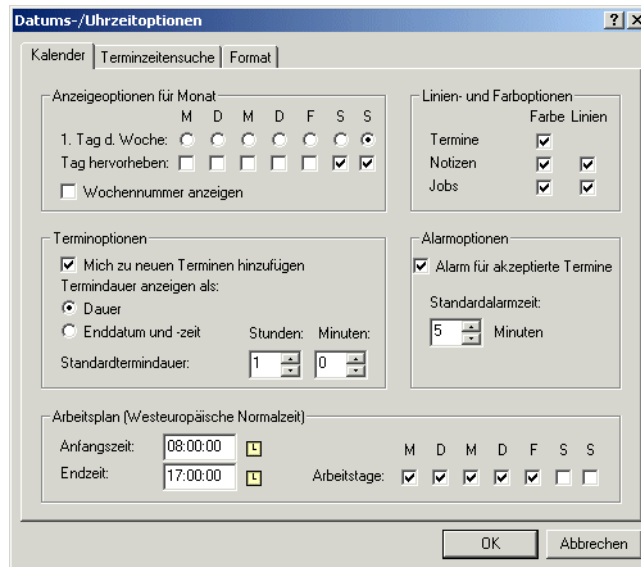 Datums-/Uhrzeitoptionen
Kalender Terminzeitensuche Format
Anzeigeoptionen für Monat
M D M D F S S
1. Tag d. Woche:
Tag hervorheben:
Wochennummer anzeigen
Linien- und Farboptionen
Farbe Linien
Termine
Notizen
Jobs
Terminoptionen
Mich zu neuen Terminen hinzufügen
Termindauer anzeigen als:
Dauer
Enddatum und -zeit Stunden: Minuten:
Standardtermindauer: 1 0
Alarmoptionen
Alarm für akzeptierte Termine
Standardalarmzeit:
5 Minuten
Arbeitsplan (Westeuropäische Normalzeit)
Anfangszeit: 08:00:00
M D M D F S S
Endzeit: 17:00:00 Arbeitstage:
OK Abbrechen